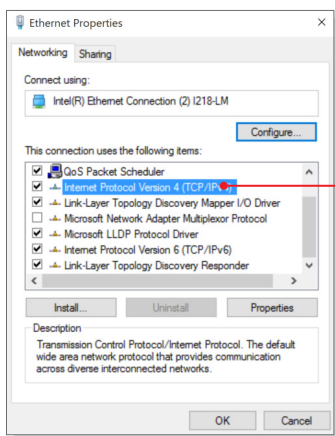 Ethernet Properties
Networking
Sharing
Connect using:
Intel(R) Ethernet Connection (2) I218-LM
Configure...
This connection uses the following items:
QoS Packet Scheduler
Internet Protocol Version 4 (TCP/IPv4)
Link-Layer Topology Discovery Mapper I/O Driver
Microsoft Network Adapter Multiplexor Protocol
Microsoft LLDP Protocol Driver
Internet Protocol Version 6 (TCP/IPv6)
Link-Layer Topology Discovery Responder
Install...
Uninstall
Properties
Description
Transmission Control Protocol/Internet Protocol. The default
wide area network protocol that provides communication
across diverse interconnected networks.
OK
Cancel